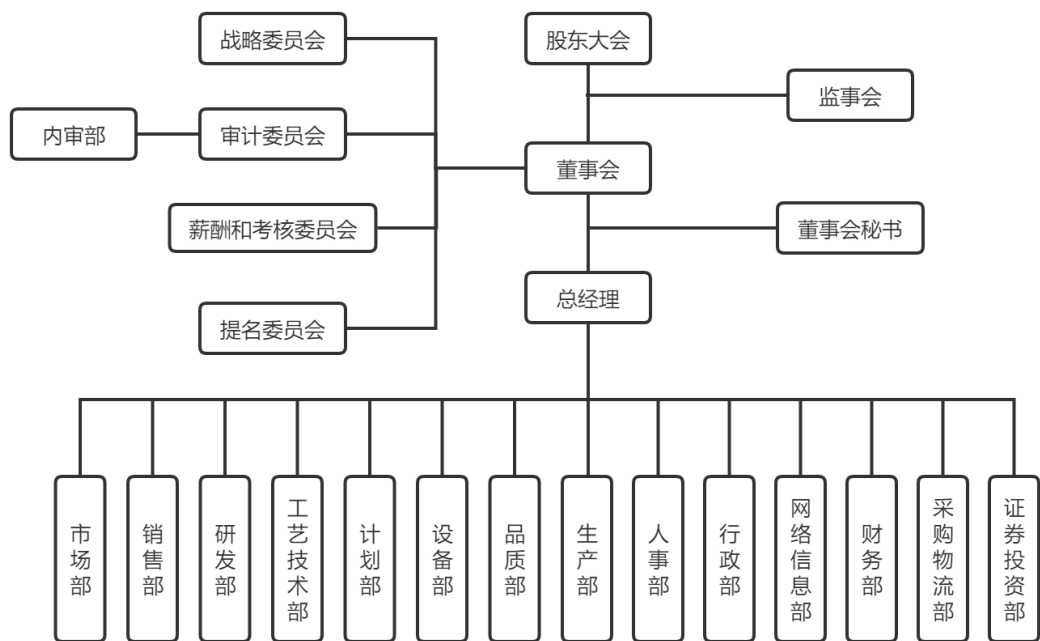 战略委员会
股东大会
监事会
内审部
审计委员会
董事会
薪酬和考核委员会
董事会秘书
总经理
提名委员会
市场部
销售部
研发部
工艺技术部
计划部
设备部
品质部
生产部
人事部
行政部
网络信息部
财务部
采购物流部
证券投资部